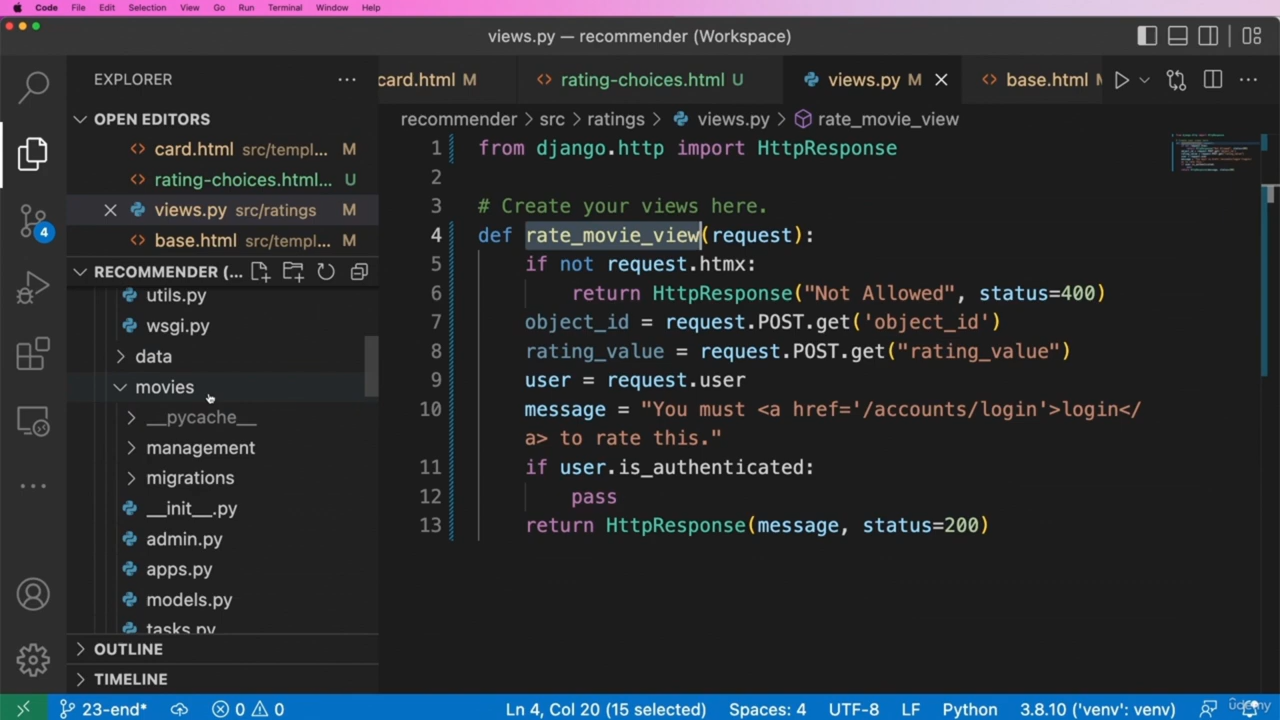 Code File Edit Selection View Go Run Terminal Window Help
views.py — recommender (Workspace)
EXPLORER
card.html M
rating-choices.html U
views.py M
base.html M
OPEN EDITORS
card.html src/templ... M
rating-choices.html... U
views.py src/ratings M
base.html src/templ... M
RECOMMENDER (...
utils.py
wsgi.py
data
movies
__pycache__
management
migrations
__init__.py
admin.py
apps.py
models.py
tasks.py
OUTLINE
TIMELINE
recommender > src > ratings > views.py > rate_movie_view
1 from django.http import HttpResponse
2
3 # Create your views here.
4 def rate_movie_view(request):
5 if not request.htmx:
6 return HttpResponse("Not Allowed", status=400)
7 object_id = request.POST.get('object_id')
8 rating_value = request.POST.get("rating_value")
9 user = request.user
10 message = "You must <a href='/accounts/login'>login</
a> to rate this."
11 if user.is_authenticated:
12 pass
13 return HttpResponse(message, status=200)
4
23-end* 0 0 Ln 4, Col 20 (15 selected) Spaces: 4 UTF-8 LF Python 3.8.10 ('venv': venv)
udemy